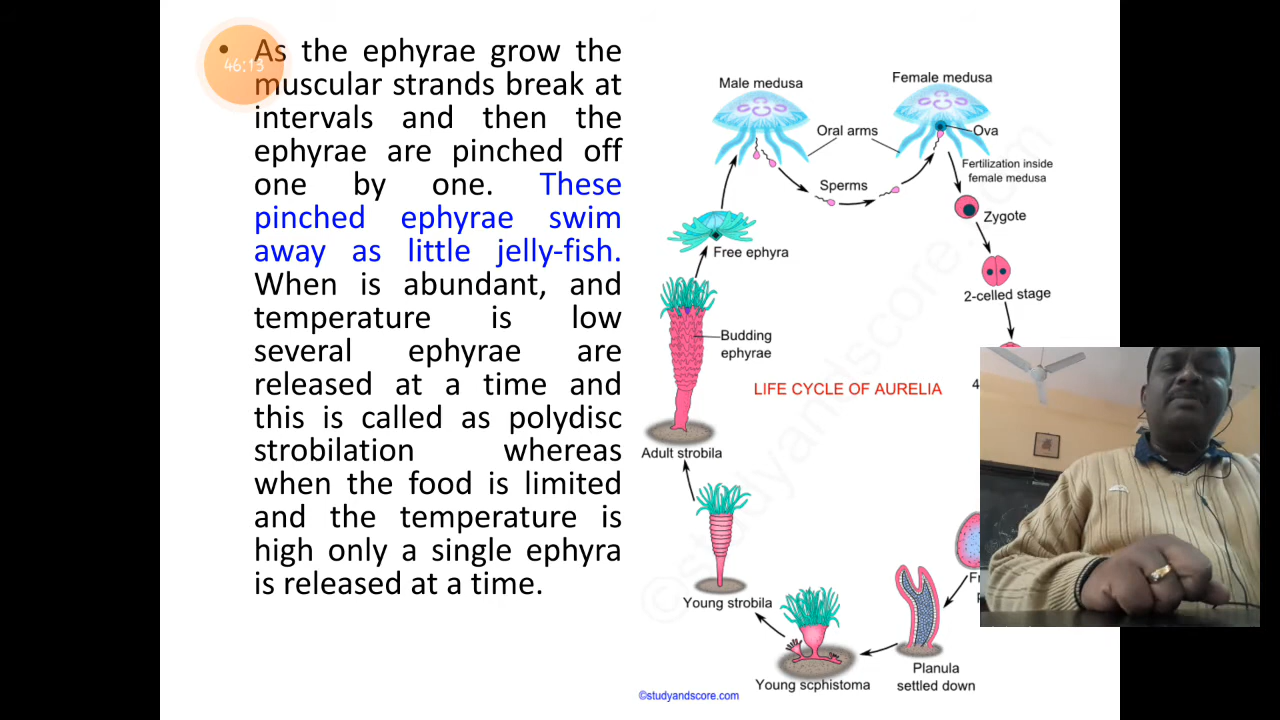 • As the ephyrae grow the
46:13
muscular strands break at
intervals and then the
ephyrae are pinched off
one by one. These
pinched ephyrae swim
away as little jelly-fish.
When is abundant, and
temperature is low
several ephyrae are
released at a time and
this is called as polydisc
strobilation whereas
when the food is limited
and the temperature is
high only a single ephyra
is released at a time.
Male medusa
Female medusa
Oral arms
Ova
Sperms
Fertilization inside
female medusa
Zygote
Free ephyra
2-celled stage
Budding
ephyrae
LIFE CYCLE OF AURELIA
4
Adult strobila
Young strobila
Fr
Planula
settled down
Young scphistoma
©studyandscore.com
©studyandscore.com